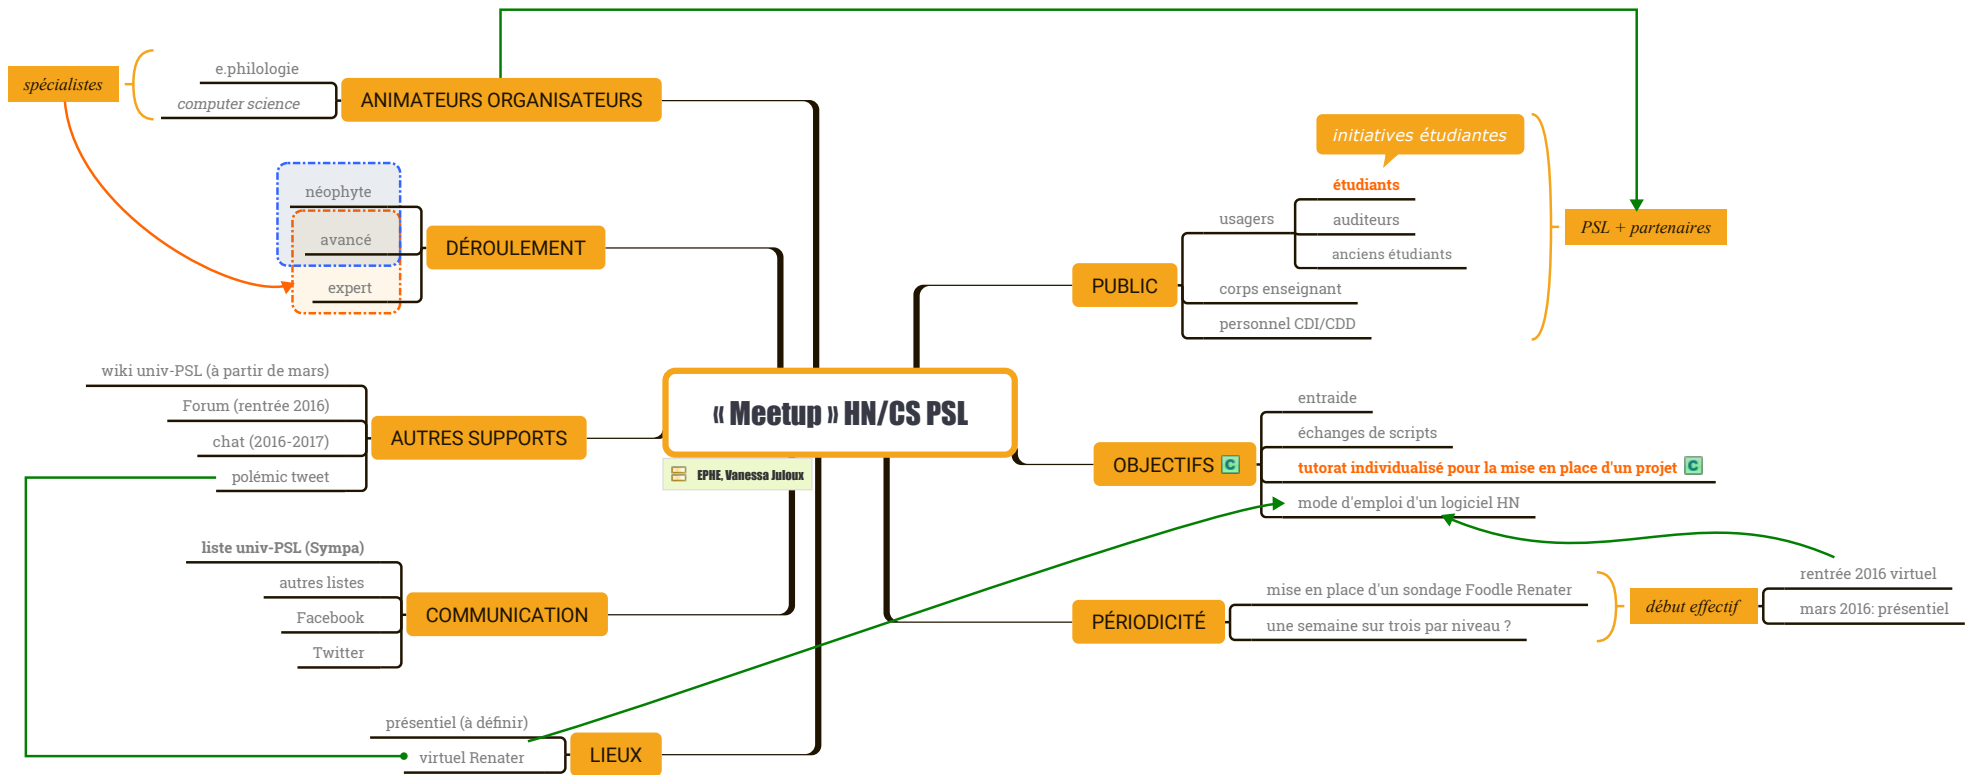 « Meetup » HN/CS PSL
EPHE, Vanessa Juloux
ANIMATEURS ORGANISATEURS
e.philologie
computer science
spécialistes
DÉROULEMENT
néophyte
avancé
expert
AUTRES SUPPORTS
wiki univ-PSL (à partir de mars)
Forum (rentrée 2016)
chat (2016-2017)
polémic tweet
COMMUNICATION
liste univ-PSL (Sympa)
autres listes
Facebook
Twitter
LIEUX
présentiel (à définir)
virtuel Renater
PUBLIC
usagers
initiatives étudiantes
étudiants
auditeurs
anciens étudiants
corps enseignant
personnel CDI/CDD
PSL + partenaires
OBJECTIFS C
entraide
échanges de scripts
tutorat individualisé pour la mise en place d'un projet C
mode d'emploi d'un logiciel HN
PÉRIODICITÉ
mise en place d'un sondage Foodle Renater
une semaine sur trois par niveau ?
début effectif
rentrée 2016 virtuel
mars 2016: présentiel